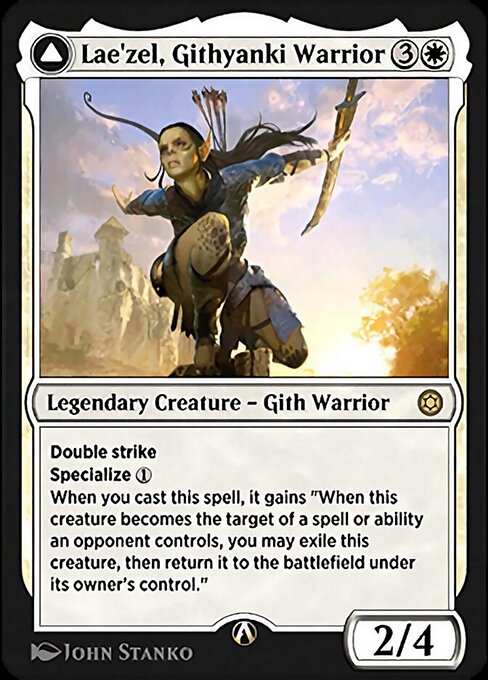 Lae'zel, Githyanki Warrior 3
Legendary Creature – Gith Warrior
Double strike
Specialize 1
When you cast this spell, it gains "When this
creature becomes the target of a spell or ability
an opponent controls, you may exile this
creature, then return it to the battlefield under
its owner's control."
2/4
John Stanko